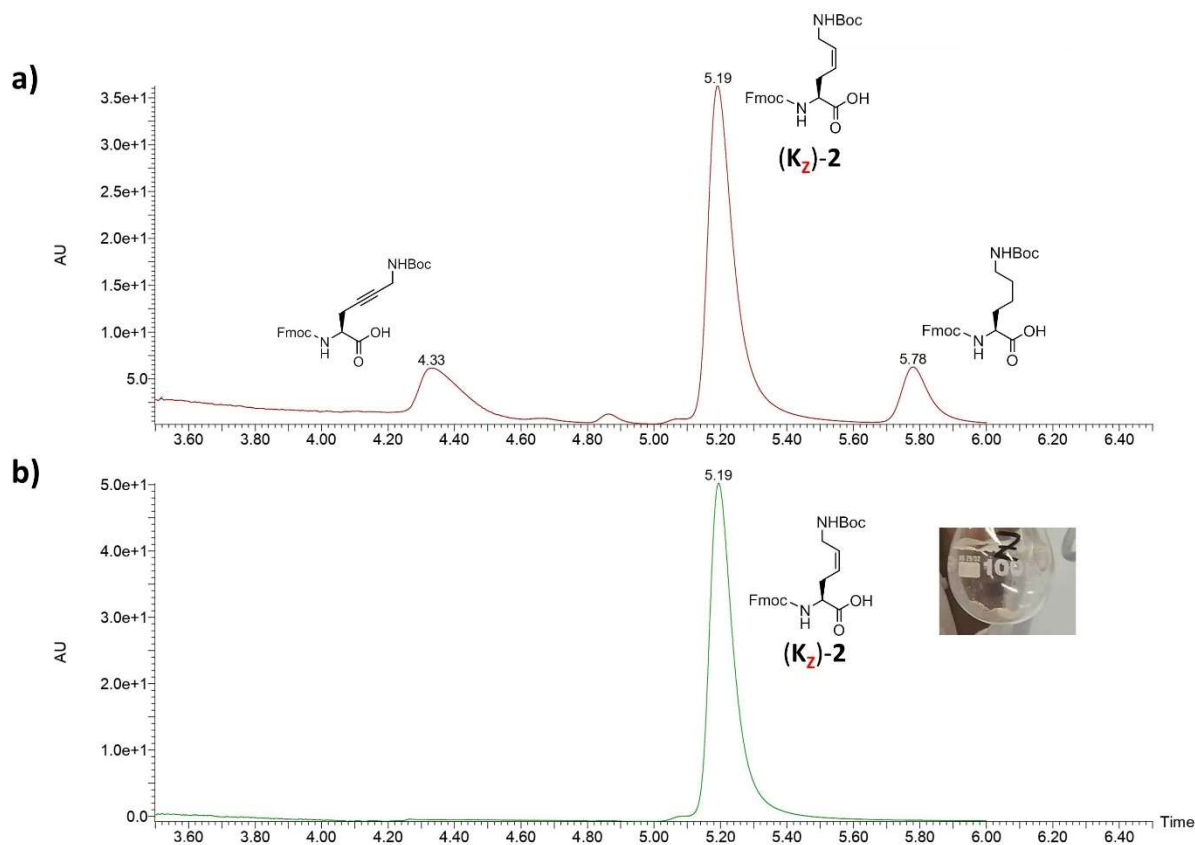 a)
AU
3.5e+1
3.0e+1
2.5e+1
2.0e+1
1.5e+1
1.0e+1
5.0
4.33
5.19
5.78
Fmoc
N
H
O
OH
NHBoc
NHBoc
Fmoc
N
H
O
OH
(Kz)-2
NHBoc
Fmoc
N
H
O
OH
3.60 3.80 4.00 4.20 4.40 4.60 4.80 5.00 5.20 5.40 5.60 5.80 6.00 6.20 6.40
b)
AU
5.0e+1
4.0e+1
3.0e+1
2.0e+1
1.0e+1
0.0
5.19
NHBoc
Fmoc
N
H
O
OH
(Kz)-2
100
Time
3.60 3.80 4.00 4.20 4.40 4.60 4.80 5.00 5.20 5.40 5.60 5.80 6.00 6.20 6.40